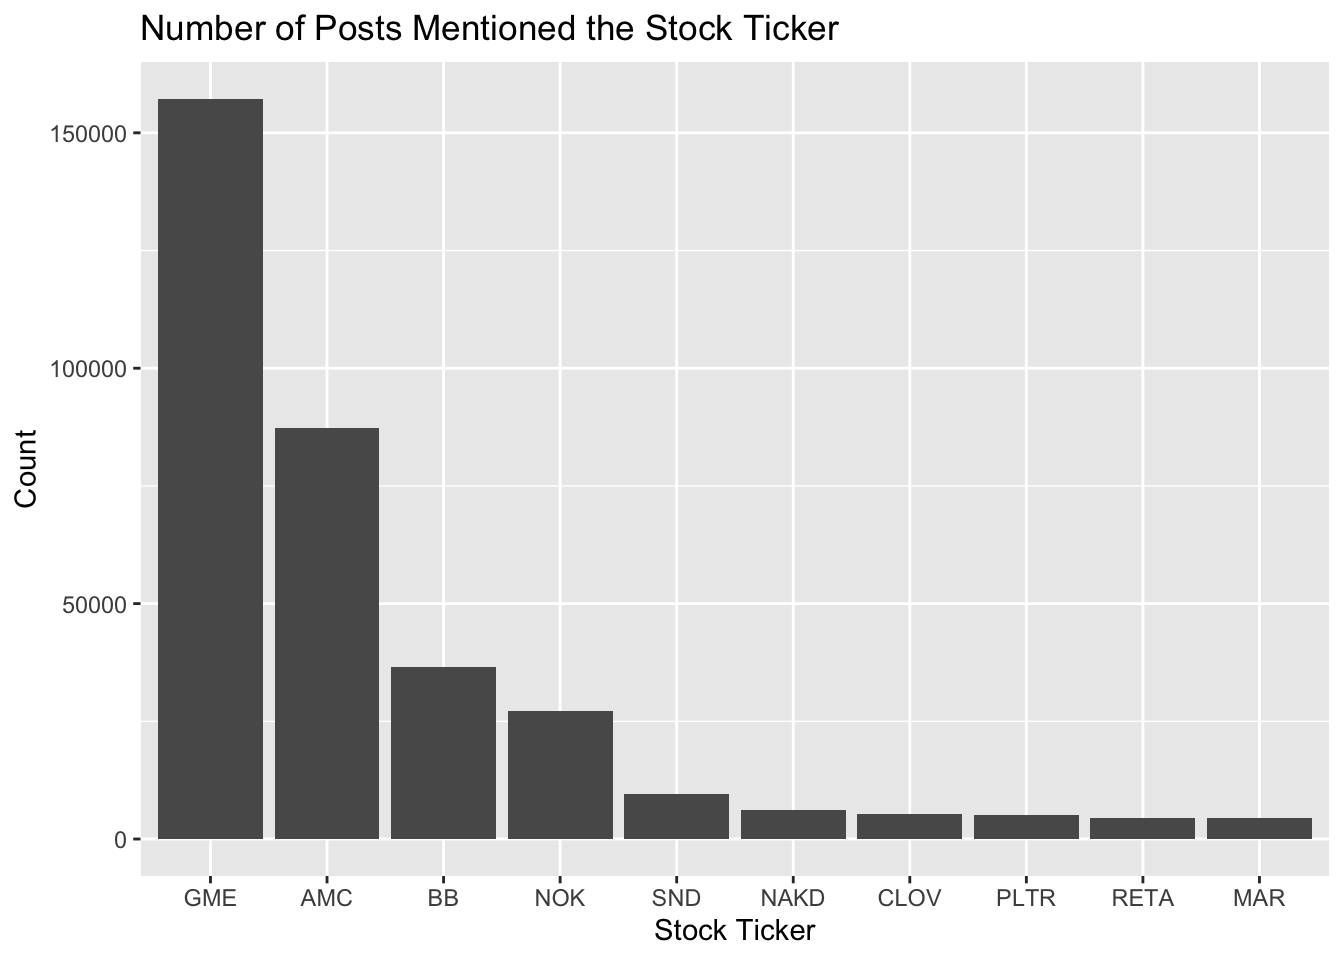 Number of Posts Mentioned the Stock Ticker
150000
100000
50000
0
Count
GME AMC BB NOK SND NAKD CLOV PLTR RETA MAR
Stock Ticker